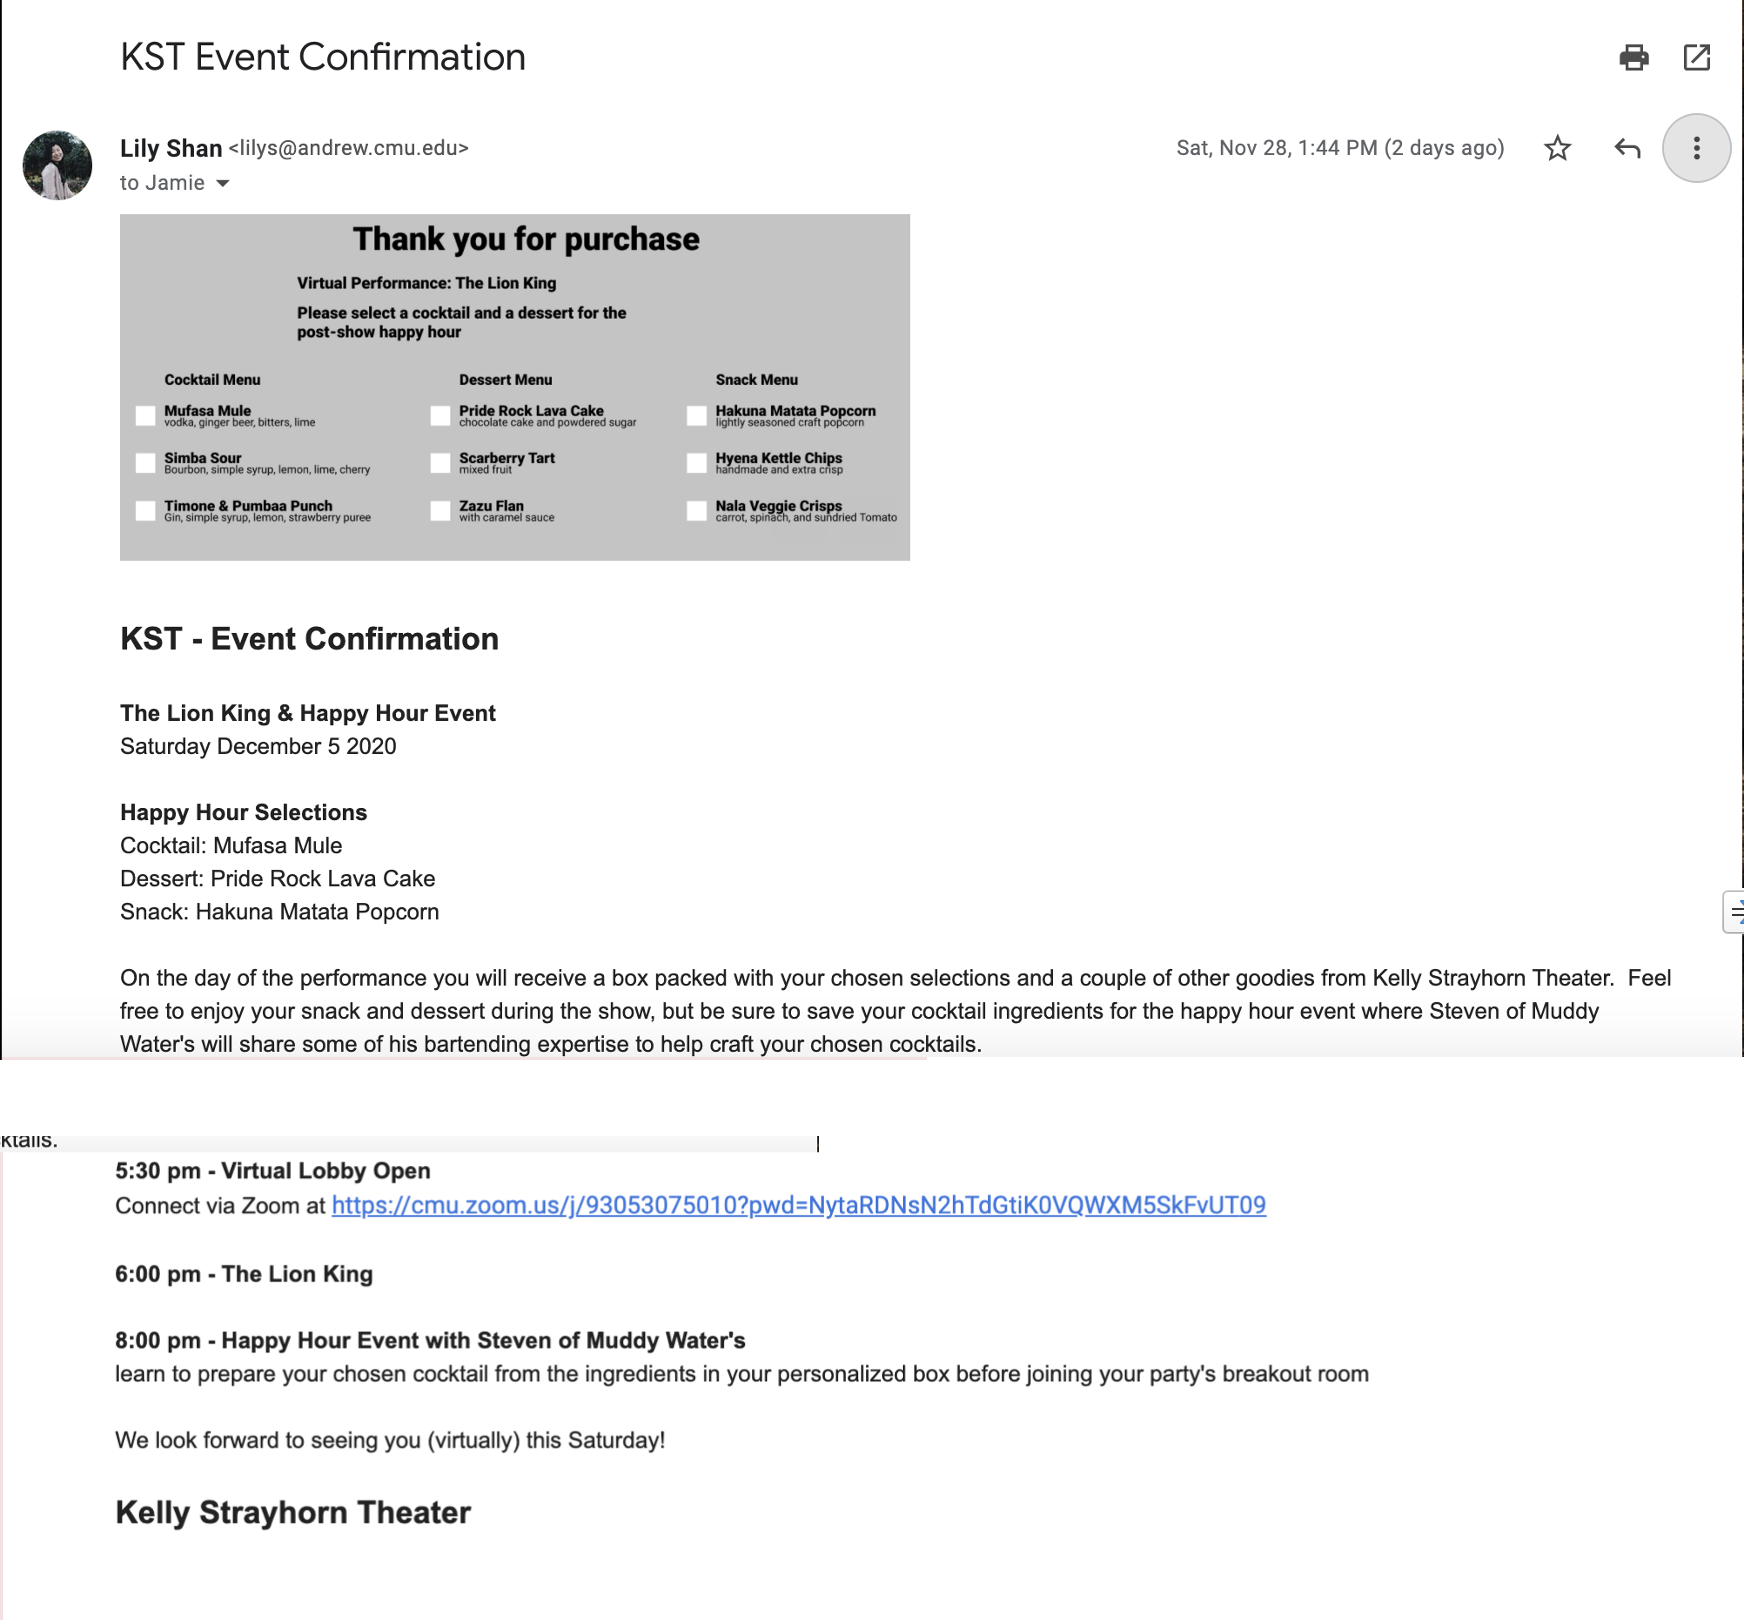 KST Event Confirmation
Lily Shan <lilys@andrew.cmu.edu>
Sat, Nov 28, 1:44 PM (2 days ago)
to Jamie
Thank you for purchase
Virtual Performance: The Lion King
Please select a cocktail and a dessert for the
post-show happy hour
Cocktail Menu
Mufasa Mule
vodka, ginger beer, bitters, lime
Simba Sour
Bourbon, simple syrup, lemon, lime, cherry
Timone & Pumbaa Punch
Gin, simple syrup, lemon, strawberry puree
Dessert Menu
Pride Rock Lava Cake
chocolate cake and powdered sugar
Scarberry Tart
mixed fruit
Zazu Flan
with caramel sauce
Snack Menu
Hakuna Matata Popcorn
lightly seasoned craft popcorn
Hyena Kettle Chips
handmade and extra crisp
Nala Veggie Crisps
carrot, spinach, and sundried Tomato
KST - Event Confirmation
The Lion King & Happy Hour Event
Saturday December 5 2020
Happy Hour Selections
Cocktail: Mufasa Mule
Dessert: Pride Rock Lava Cake
Snack: Hakuna Matata Popcorn
On the day of the performance you will receive a box packed with your chosen selections and a couple of other goodies from Kelly Strayhorn Theater. Feel
free to enjoy your snack and dessert during the show, but be sure to save your cocktail ingredients for the happy hour event where Steven of Muddy
Water's will share some of his bartending expertise to help craft your chosen cocktails.
ktails.
5:30 pm - Virtual Lobby Open
Connect via Zoom at https://cmu.zoom.us/j/93053075010?pwd=NytaRDNsN2hTdGtiK0VQWXM5SkFvUT09
6:00 pm - The Lion King
8:00 pm - Happy Hour Event with Steven of Muddy Water's
learn to prepare your chosen cocktail from the ingredients in your personalized box before joining your party's breakout room
We look forward to seeing you (virtually) this Saturday!
Kelly Strayhorn Theater